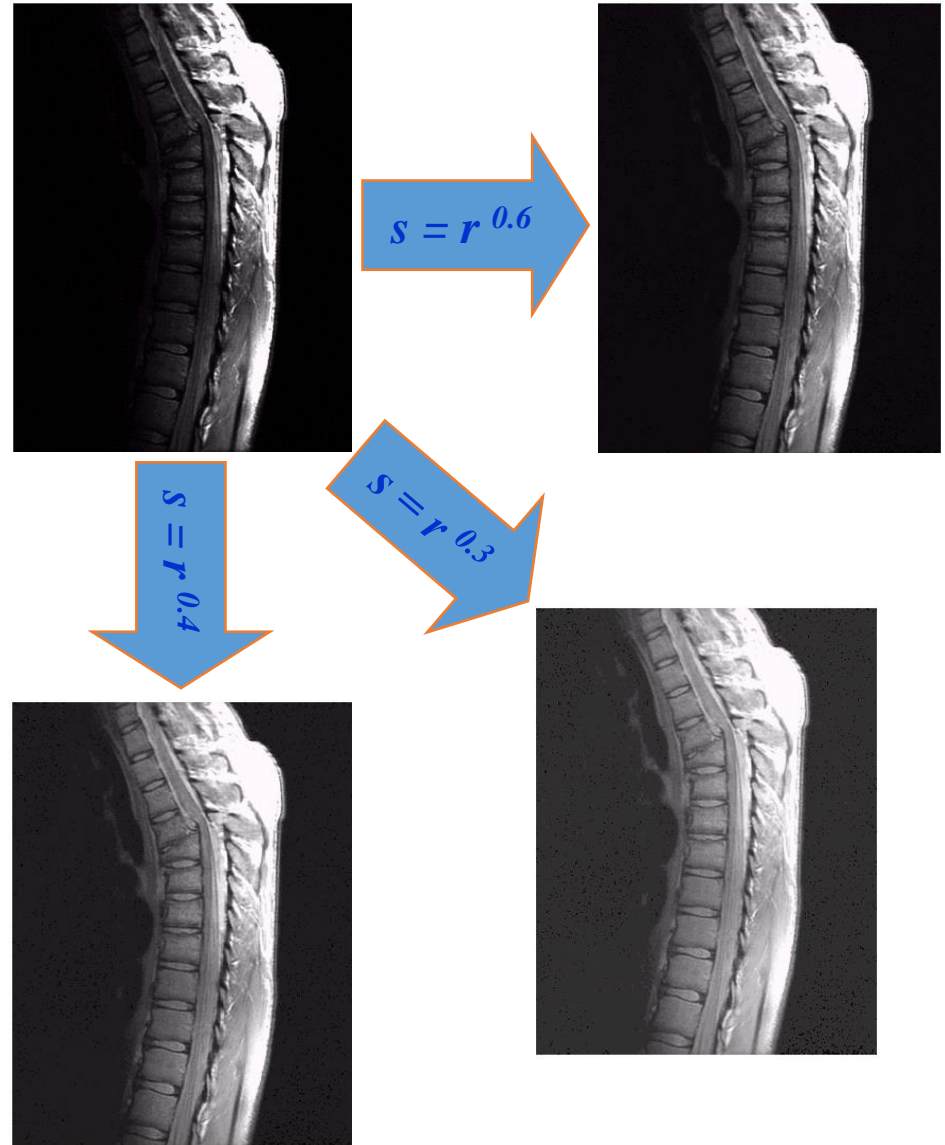 s = r 0.6
s = r 0.3
s = r 0.4